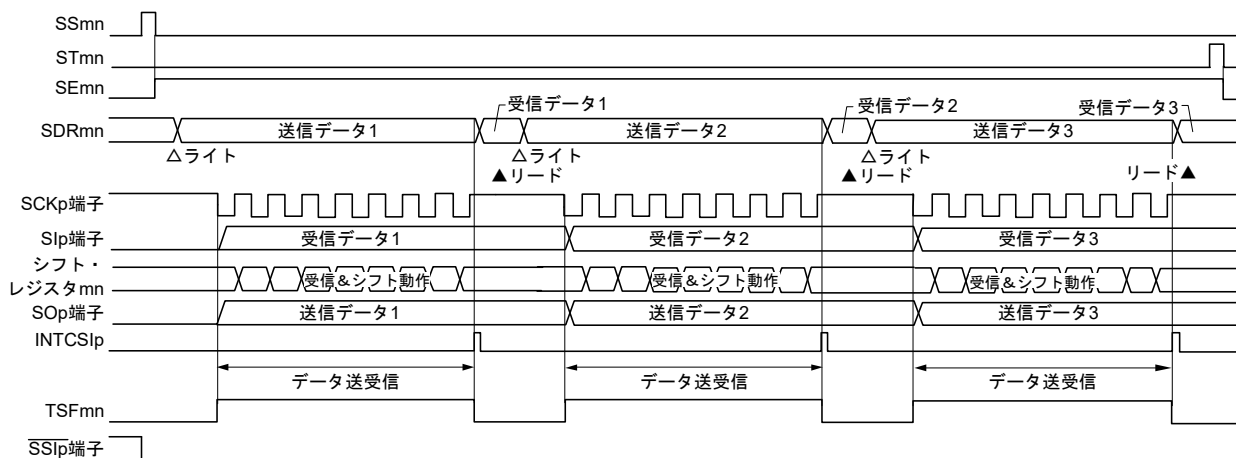 SSmn
STmn
SEmn
受信データ1 受信データ2 受信データ3
SDRmn 送信データ1 送信データ2 送信データ3
△ライト △ライト △ライト
▲リード ▲リード リード▲
SCKp端子
SIp端子 受信データ1 受信データ2 受信データ3
シフト・
レジスタmn 受信&シフト動作 受信&シフト動作 受信&シフト動作
SOp端子 送信データ1 送信データ2 送信データ3
INTCSIp
データ送受信 データ送受信 データ送受信
TSFmn
SSIp端子